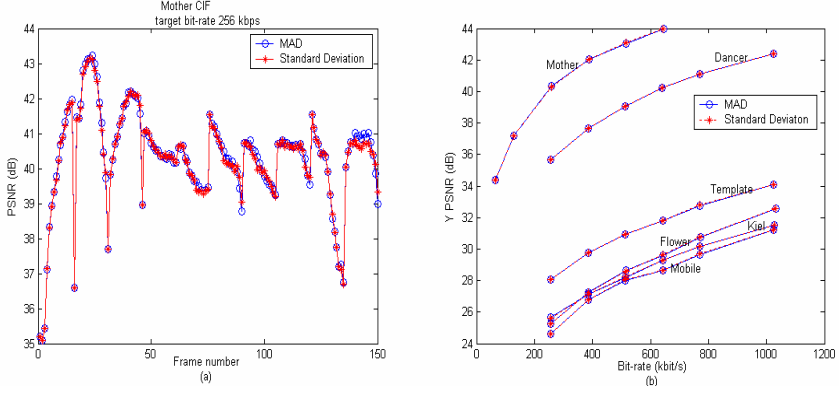 Mother CIF
target bit-rate 256 kbps
44
43
42
41
40
39
38
37
36
35
PSNR (dB)
MAD
Standard Deviation
0
50
100
150
Frame number
(a)
44
42
40
38
36
34
32
30
28
26
24
Y PSNR (dB)
Mother
Dancer
MAD
Standard Deviaton
Template
Flower
Kiel
Mobile
0
200
400
600
800
1000
1200
Bit-rate (kbit/s)
(b)